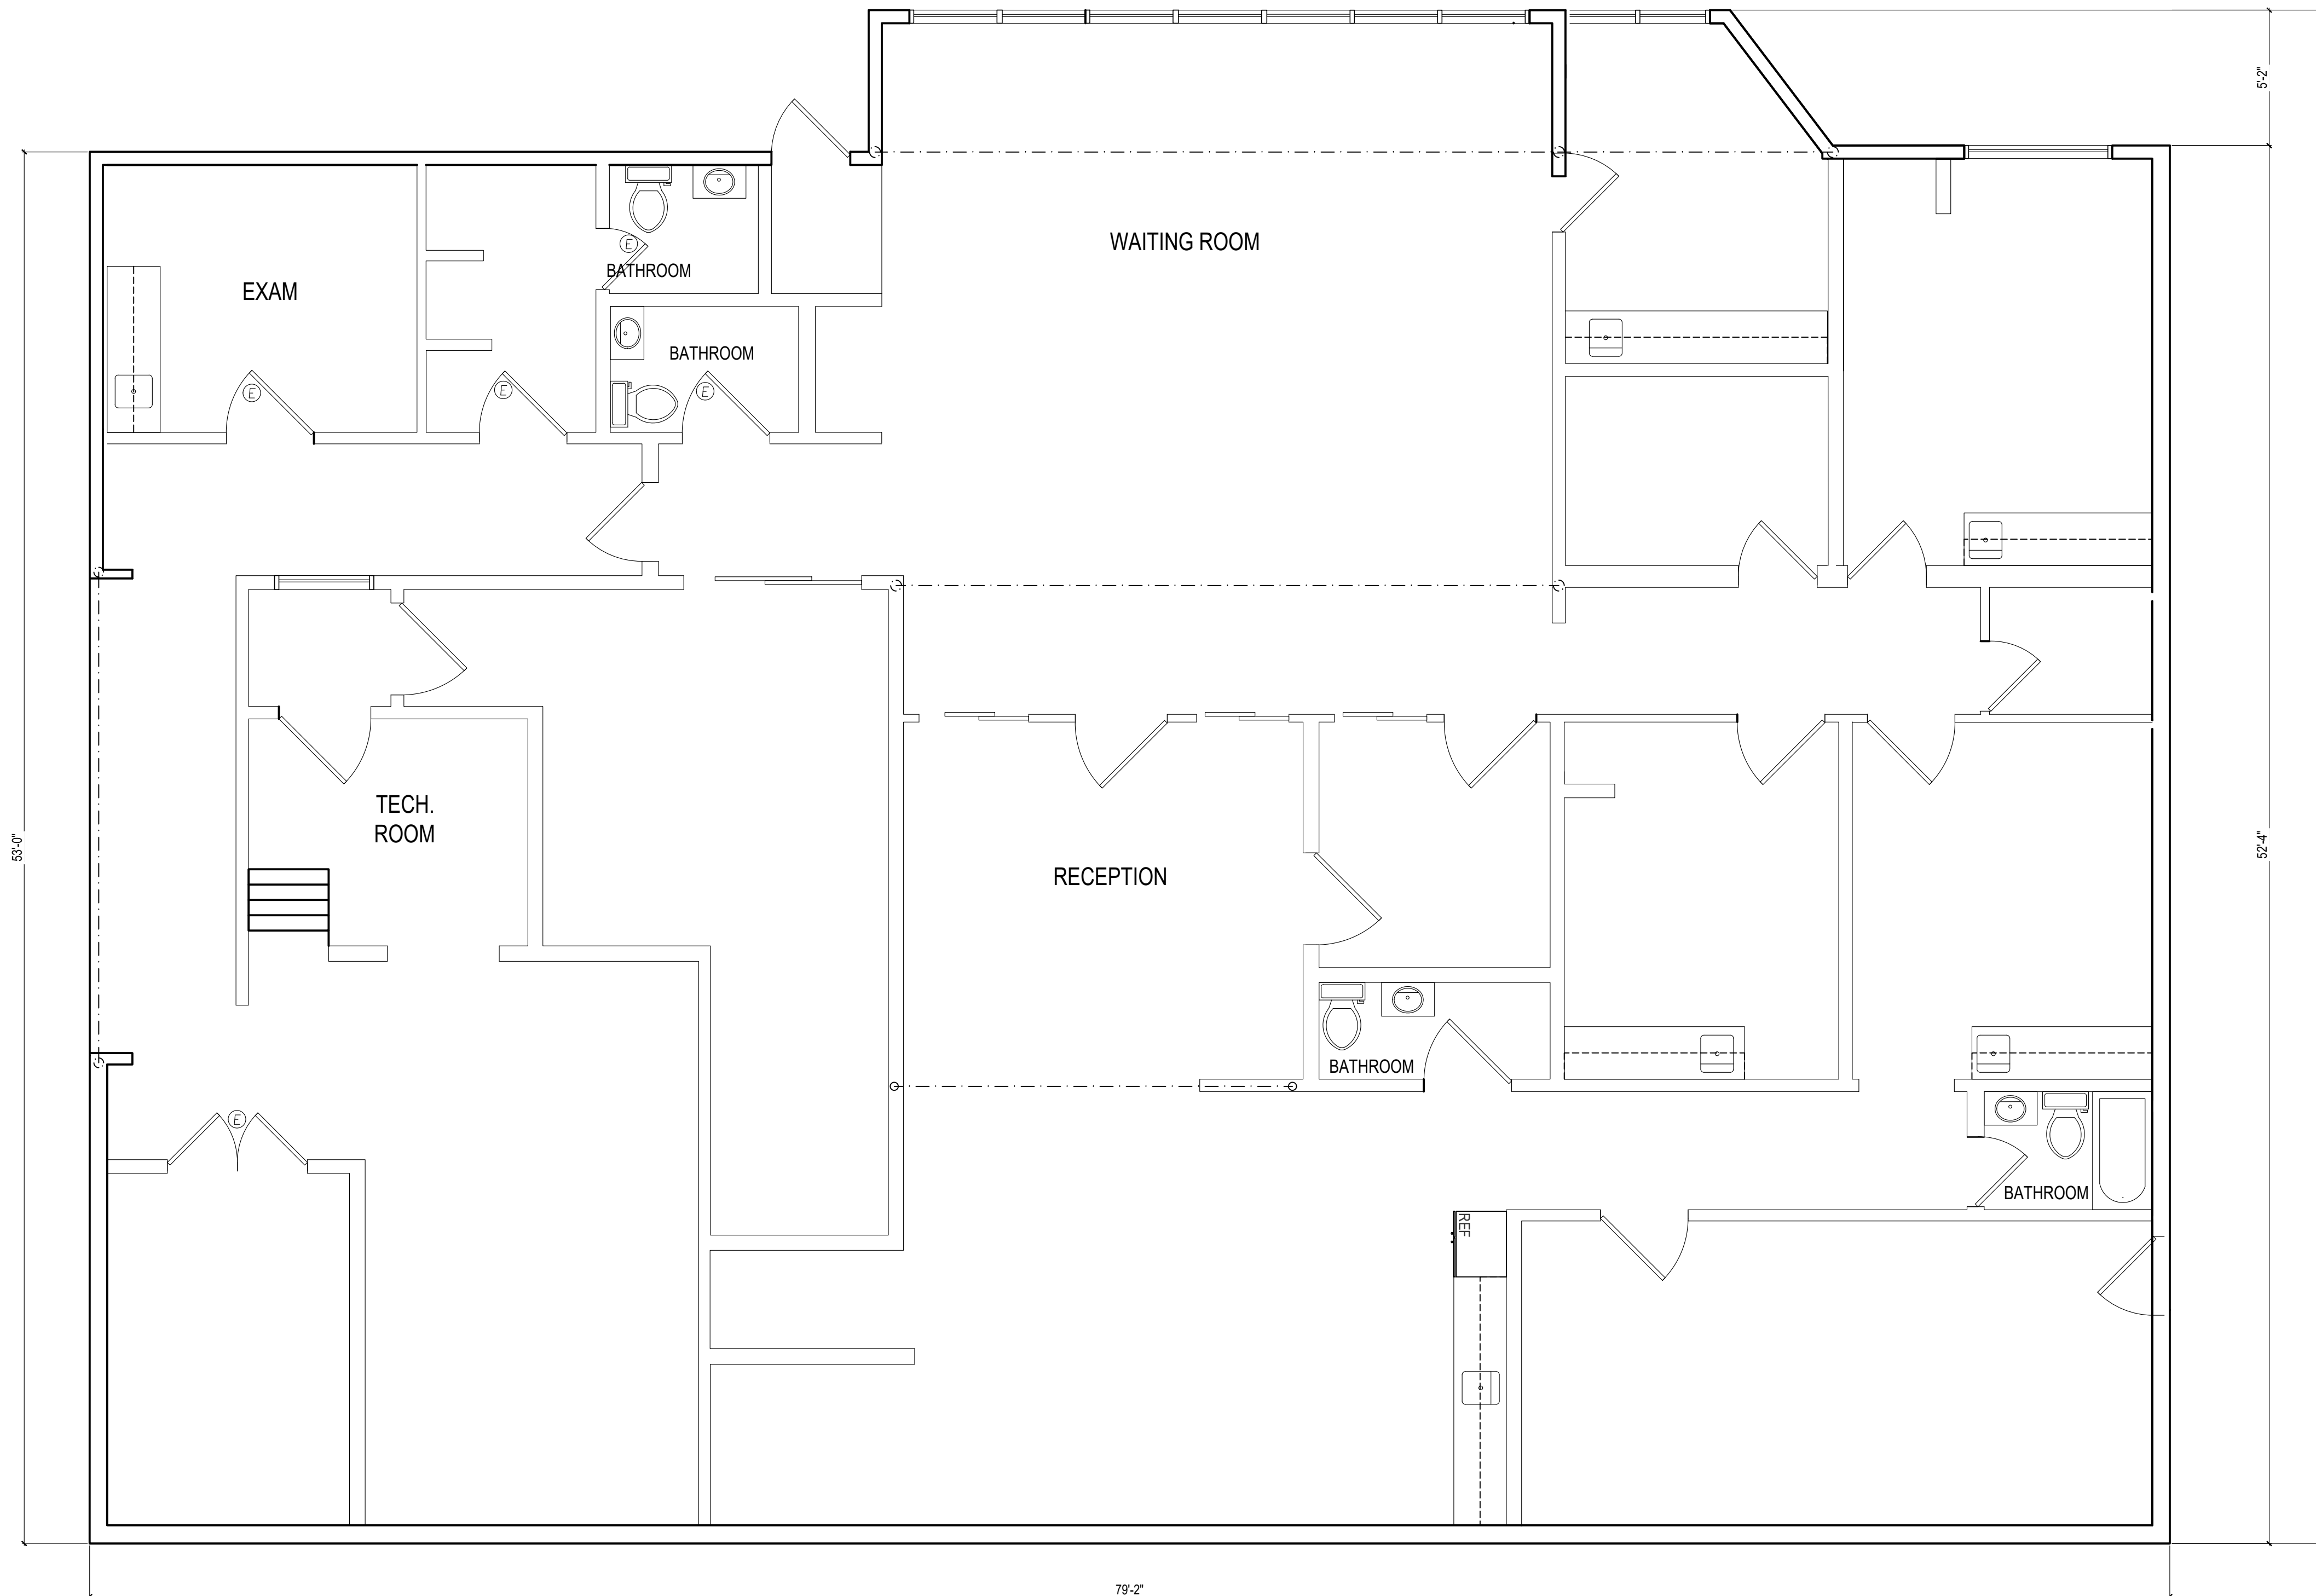 5'-2"
WAITING ROOM
E
BATHROOM
EXAM
BATHROOM
E
E
E
TECH.
ROOM
53'-0"
52'-4"
RECEPTION
BATHROOM
E
BATHROOM
REF
79'-2"